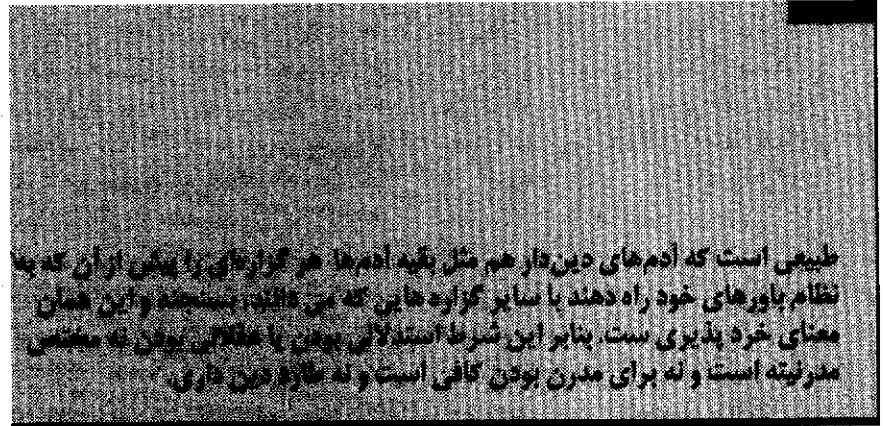 طبیعی است که آدم‌های دین‌دار هم مثل بقیه آدم‌ها هر گزاره‌ای را پیش از آن که به
نظام باورهای خود راه دهند با سایر گزاره هایی که می دانند، بسنجند و این همان
معنای خرد پذیری ست. بنابر این شرط استدلالی بودن یا عقلانی بودن نه مختص
مدرنیته است و نه برای مدرن بودن کافی است و نه طارد دین داری.